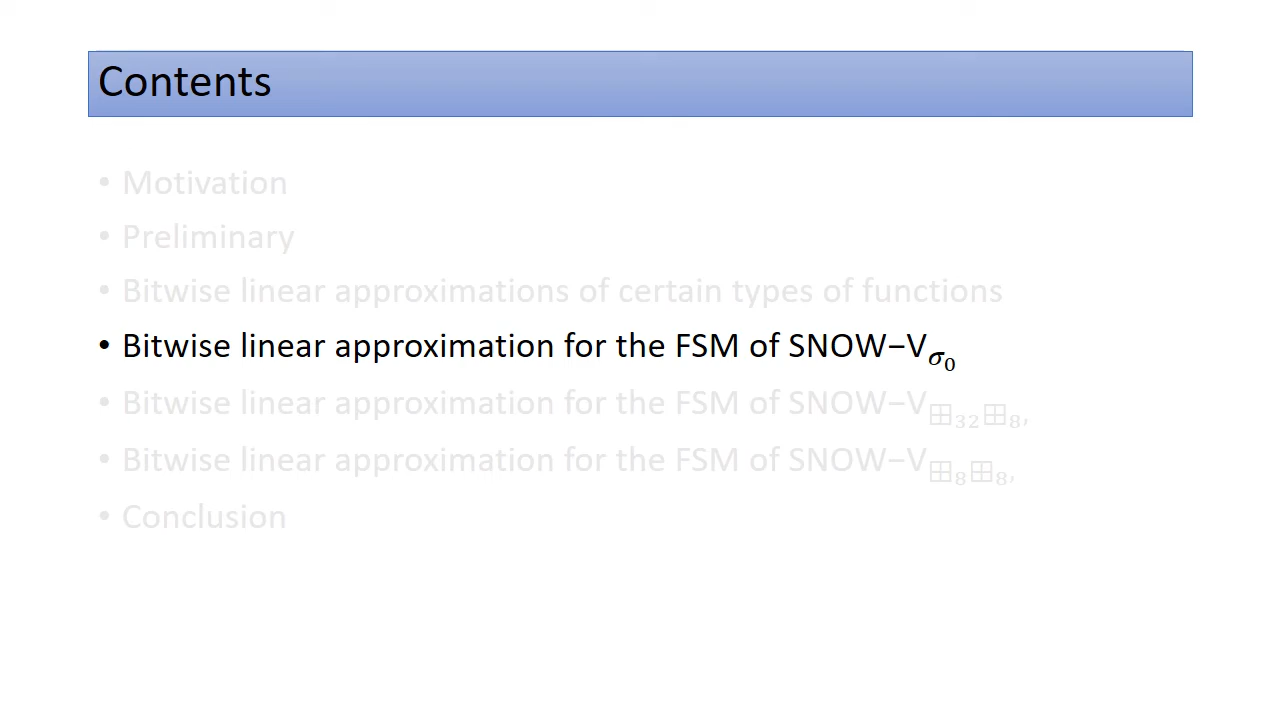 Contents
• Motivation
• Preliminary
• Bitwise linear approximations of certain types of functions
• Bitwise linear approximation for the FSM of SNOW−V𝝈₀
• Bitwise linear approximation for the FSM of SNOW−V⊞₃₂⊞₈,
• Bitwise linear approximation for the FSM of SNOW−V⊞₈⊞₈,
• Conclusion